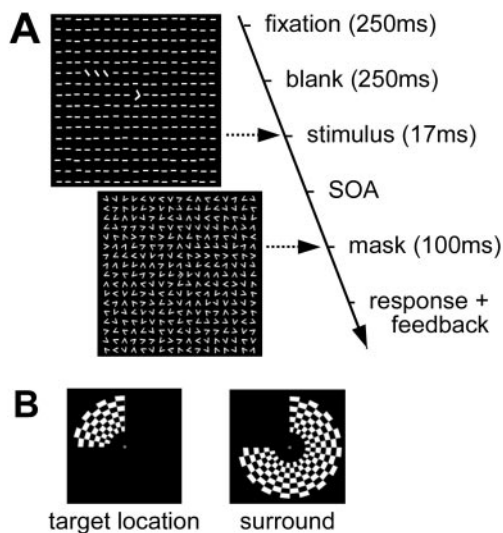 A
fixation (250ms)
blank (250ms)
stimulus (17ms)
SOA
mask (100ms)
response +
feedback
B
target location
surround